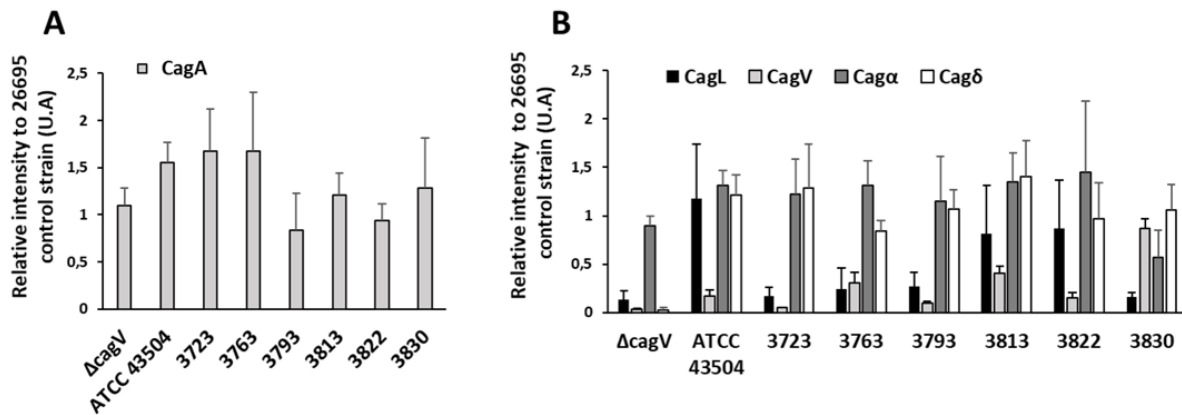 A
Relative intensity to 26695
control strain (U.A)
CagA
2,5
2
1,5
1
0,5
0
ΔcagV
ATCC 43504
3723
3763
3793
3813
3822
3830
B
Relative intensity to 26695
control strain (U.A)
CagL CagV Cagα Cagδ
2,5
2
1,5
1
0,5
0
ΔcagV ATCC 3723 3763 3793 3813 3822 3830
43504